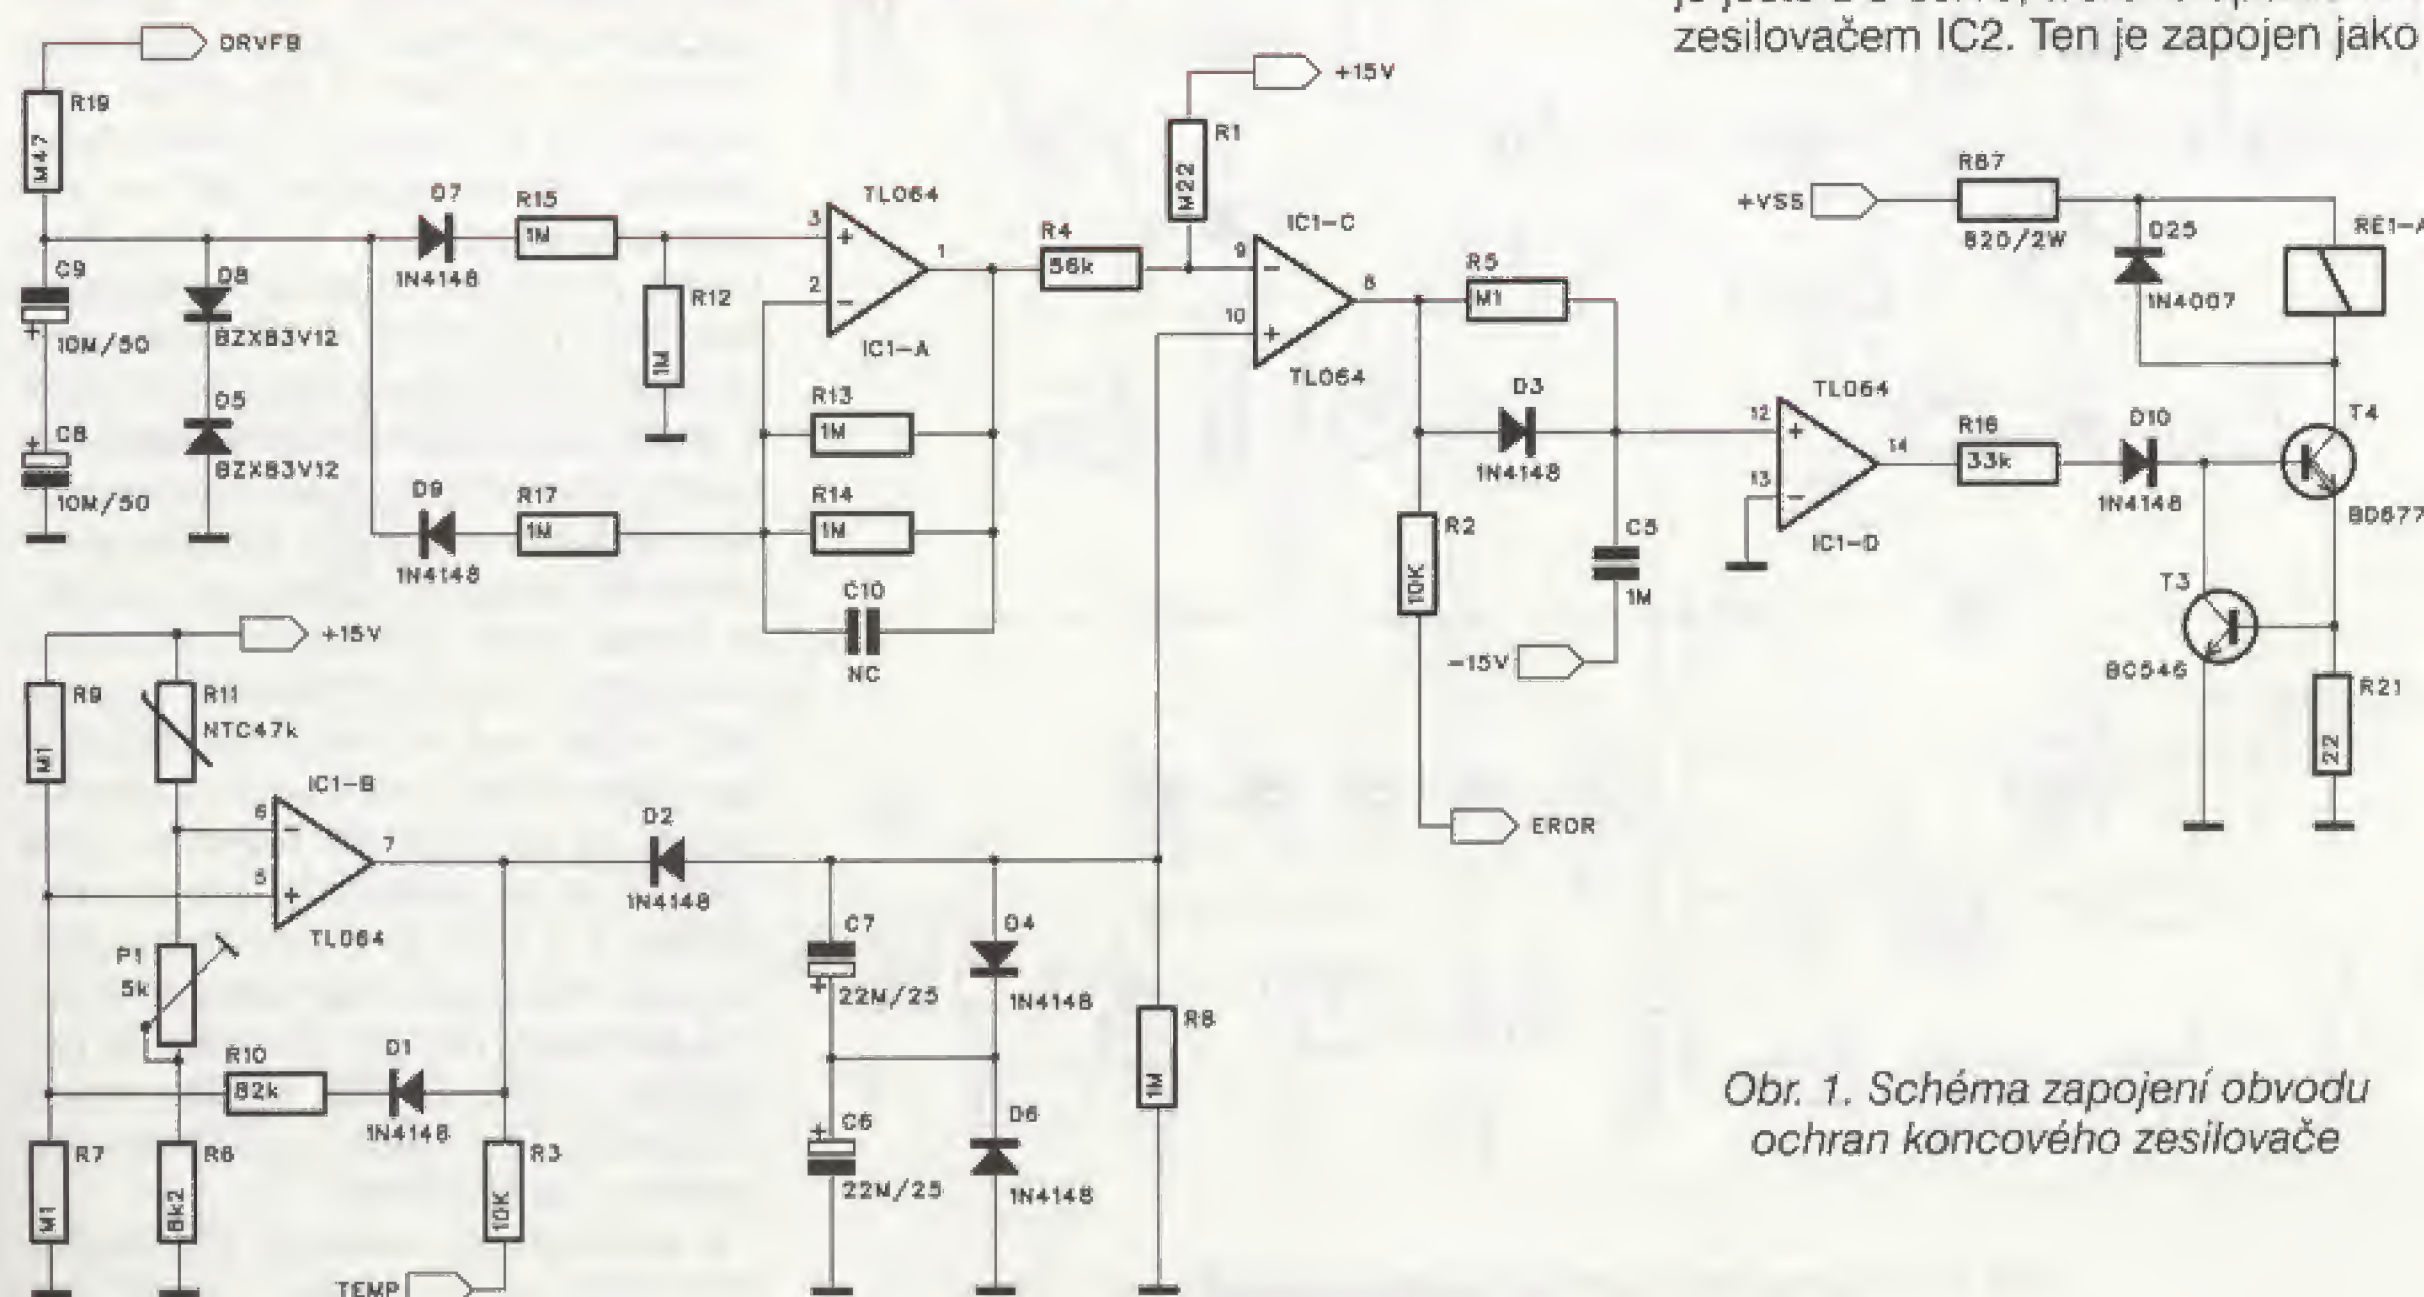 zesilovačem IC2. Ten je zapojen jako
DRVFB
R19
M47
C9
10M/50
C8
10M/50
D8
BZX83V12
D5
BZX83V12
D7
1N4148
R15
1M
R12
1M
TL064
3
2
1
IC1-A
R13
1M
R14
1M
C10
NC
D9
1N4148
R17
1M
R4
56k
+15V
R1
M22
IC1-C
9
10
8
TL064
R5
M1
D3
1N4148
R2
10K
C5
1M
-15V
EROR
TL064
12
13
14
IC1-D
R16
33k
D10
1N4148
+VSS
R67
820/2W
D25
1N4007
RE1-A
T4
BD677
T3
BC546
R21
22
+15V
R9
M1
R11
NTC47k
IC1-B
6
5
7
TL064
P1
5k
R10
82k
D1
1N4148
R7
M1
R6
R3
10K
TEMP
D2
1N4148
C7
22M/25
C6
22M/25
D4
1N4148
D6
1N4148
R8
1M
Obr. 1. Schéma zapojení obvodu
ochran koncového zesilovače